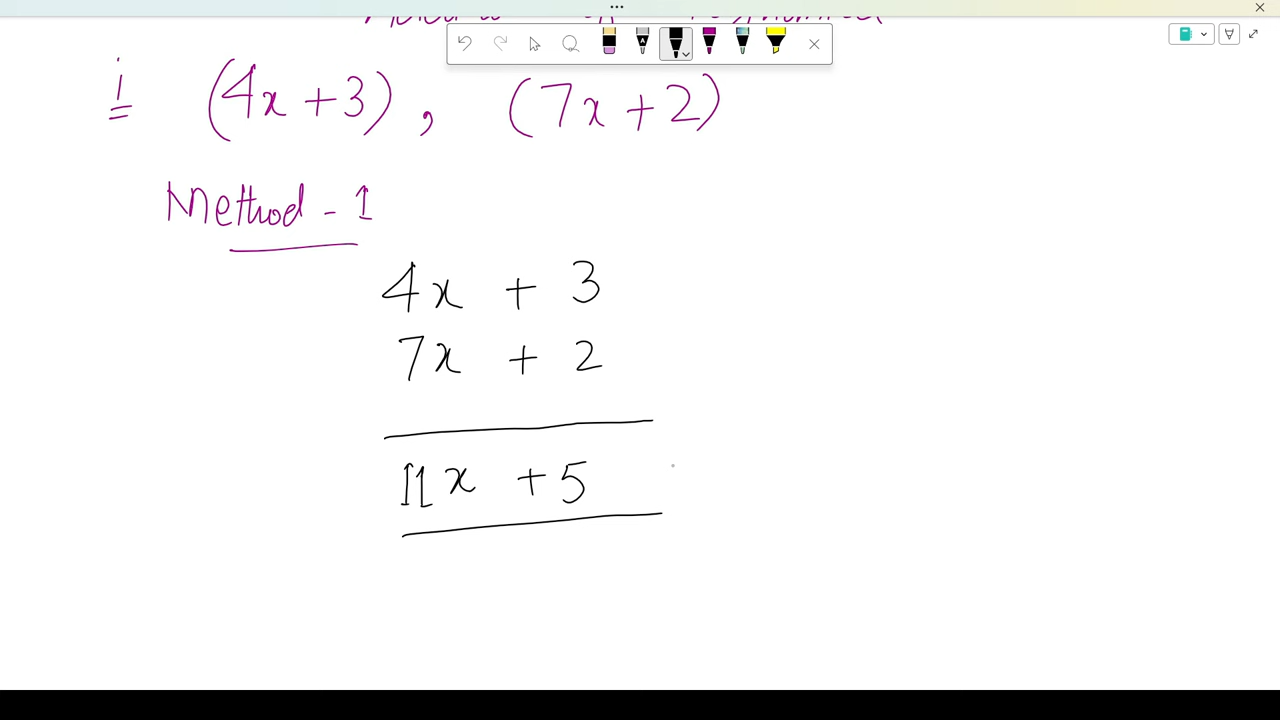 i (4x + 3), (7x + 2)
Method - 1
4x + 3
7x + 2
11x + 5